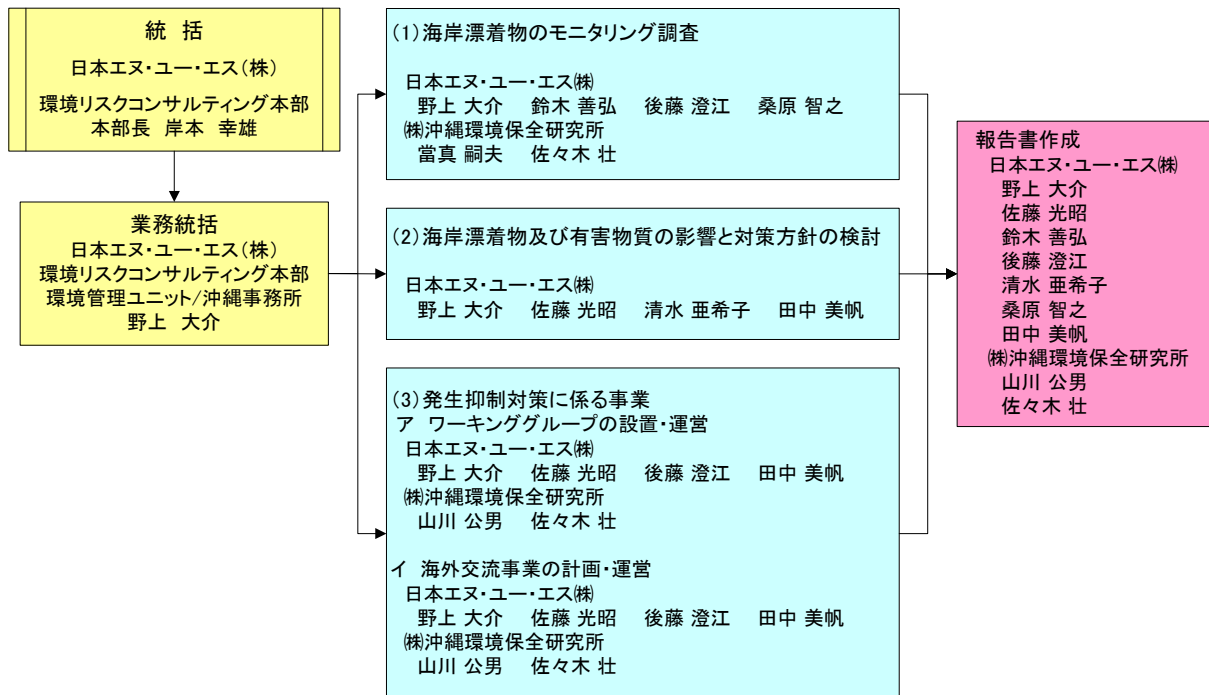 統 括
日本エヌ・ユー・エス(株)
環境リスクコンサルティング本部
本部長 岸本 幸雄
業務統括
日本エヌ・ユー・エス(株)
環境リスクコンサルティング本部
環境管理ユニット/沖縄事務所
野上 大介
(1)海岸漂着物のモニタリング調査
日本エヌ・ユー・エス㈱
野上 大介 鈴木 善弘 後藤 澄江 桑原 智之
㈱沖縄環境保全研究所
當真 嗣夫 佐々木 壮
(2)海岸漂着物及び有害物質の影響と対策方針の検討
日本エヌ・ユー・エス㈱
野上 大介 佐藤 光昭 清水 亜希子 田中 美帆
(3)発生抑制対策に係る事業
ア ワーキンググループの設置・運営
日本エヌ・ユー・エス㈱
野上 大介 佐藤 光昭 後藤 澄江 田中 美帆
㈱沖縄環境保全研究所
山川 公男 佐々木 壮
イ 海外交流事業の計画・運営
日本エヌ・ユー・エス㈱
野上 大介 佐藤 光昭 後藤 澄江 田中 美帆
㈱沖縄環境保全研究所
山川 公男 佐々木 壮
報告書作成
日本エヌ・ユー・エス㈱
野上 大介
佐藤 光昭
鈴木 善弘
後藤 澄江
清水 亜希子
桑原 智之
田中 美帆
㈱沖縄環境保全研究所
山川 公男
佐々木 壮